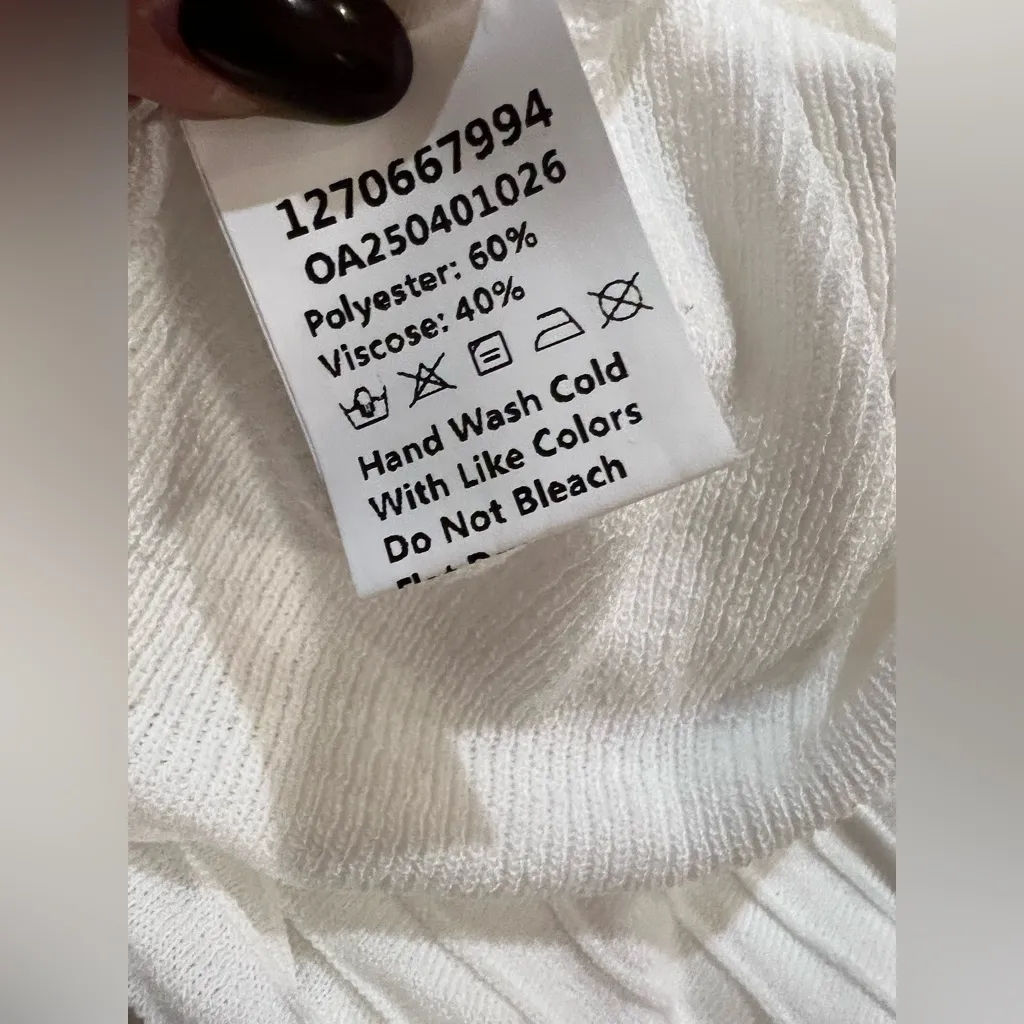 1270667994
OA250401026
Polyester: 60%
Viscose: 40%
Hand Wash Cold
With Like Colors
Do Not Bleach